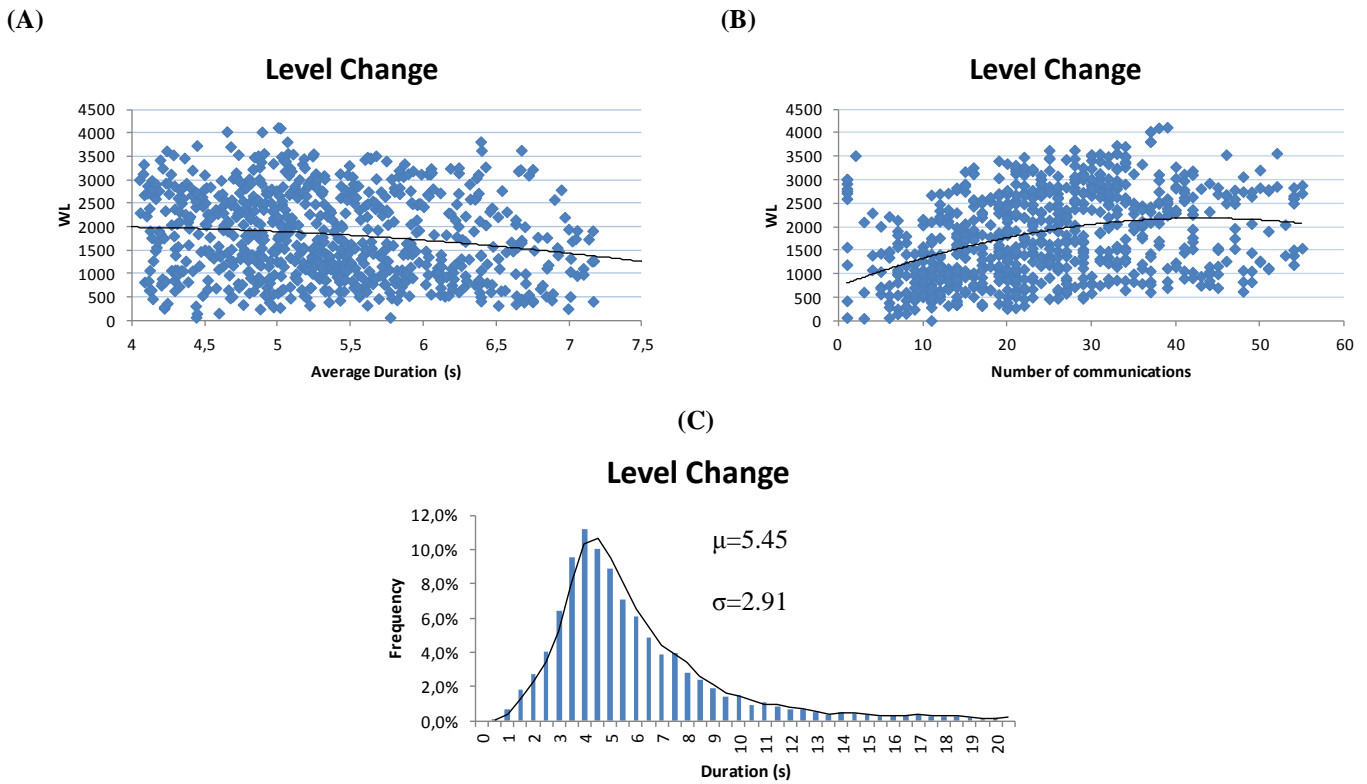 (A)
Level Change
4500
4000
3500
3000
2500
2000
1500
1000
500
0
WL
4 4,5 5 5,5 6 6,5 7 7,5
Average Duration (s)
(B)
Level Change
4500
4000
3500
3000
2500
2000
1500
1000
500
0
WL
0 10 20 30 40 50 60
Number of communications
(C)
Level Change
12,0%
10,0%
8,0%
6,0%
4,0%
2,0%
0,0%
Frequency
μ=5.45
σ=2.91
0 1 2 3 4 5 6 7 8 9 10 11 12 13 14 15 16 17 18 19 20
Duration (s)